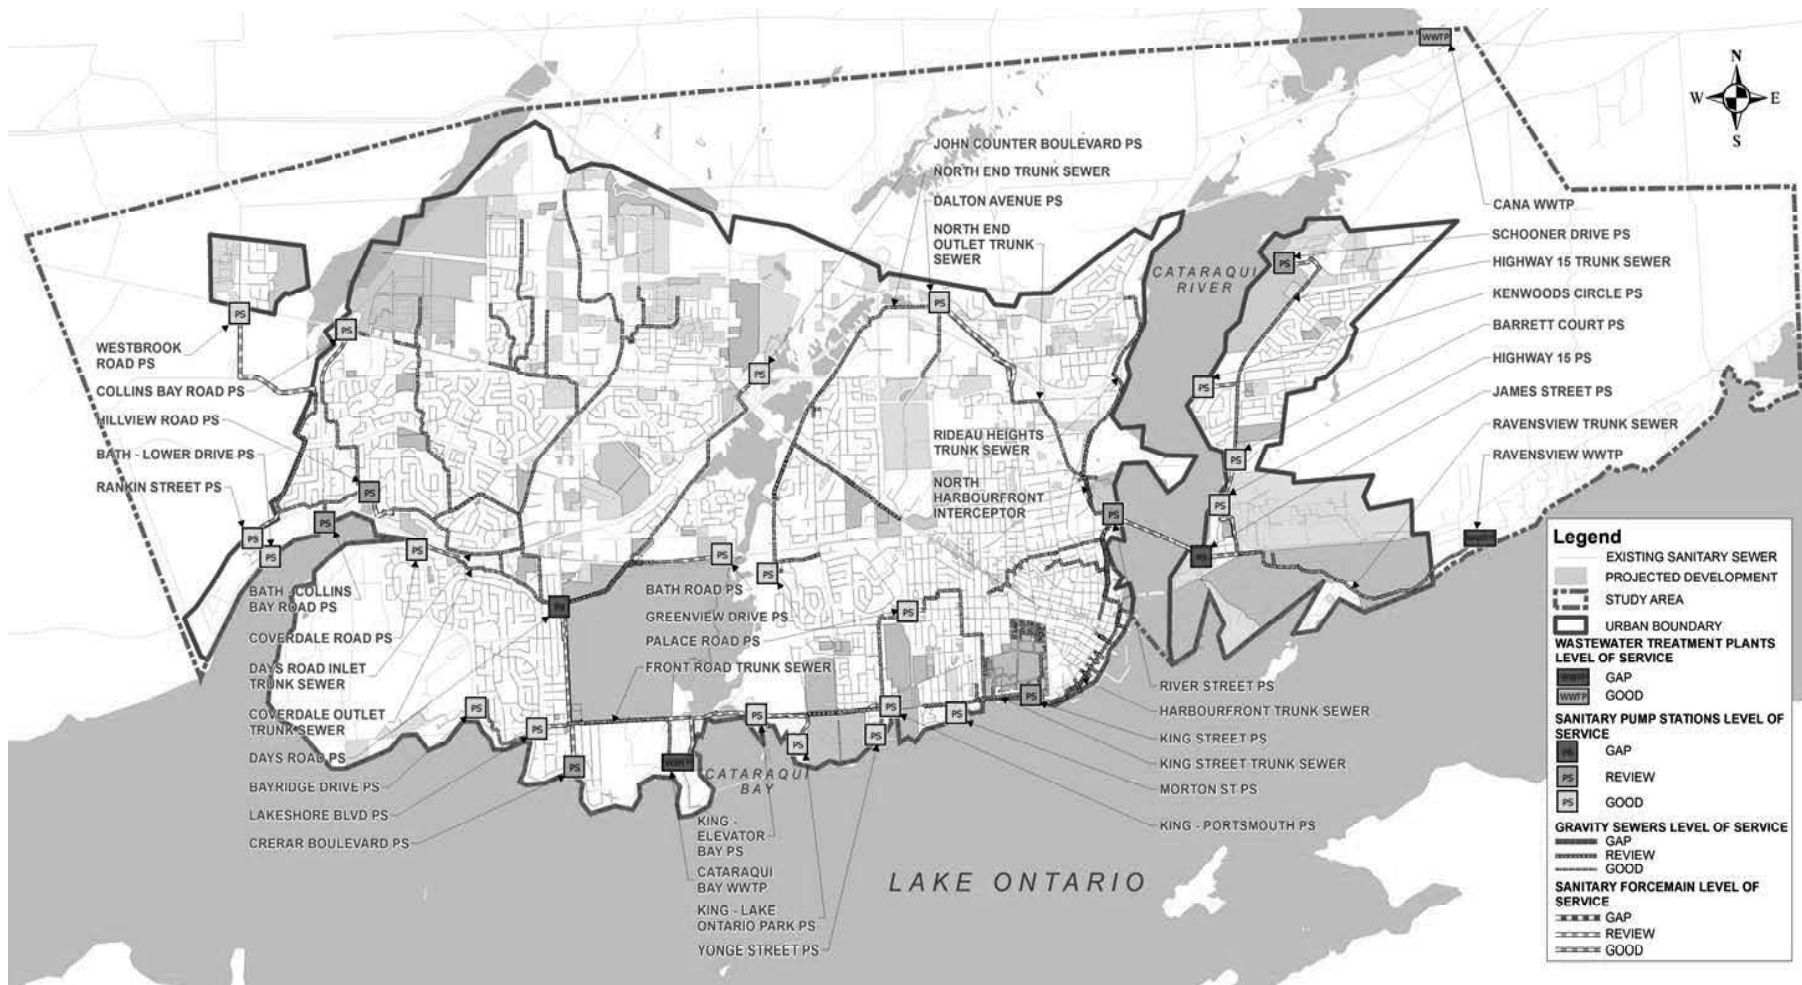 WWTP
N
W E
S
JOHN COUNTER BOULEVARD PS
NORTH END TRUNK SEWER
DALTON AVENUE PS
NORTH END
OUTLET TRUNK
SEWER
CATARAQUI
RIVER
CANA WWTP
SCHOONER DRIVE PS
HIGHWAY 15 TRUNK SEWER
KENWOODS CIRCLE PS
BARRETT COURT PS
HIGHWAY 15 PS
JAMES STREET PS
RAVENSVIEW TRUNK SEWER
RAVENSVIEW WWTP
WESTBROOK
ROAD PS
COLLINS BAY ROAD PS
HILLVIEW ROAD PS
BATH - LOWER DRIVE PS
RANKIN STREET PS
RIDEAU HEIGHTS
TRUNK SEWER
NORTH
HARBOURFRONT
INTERCEPTOR
BATH - COLLINS
BAY ROAD PS
COVERDALE ROAD PS
DAYS ROAD INLET
TRUNK SEWER
COVERDALE OUTLET
TRUNK SEWER
DAYS ROAD PS
BAYRIDGE DRIVE PS
LAKESHORE BLVD PS
CRERAR BOULEVARD PS
BATH ROAD PS
GREENVIEW DRIVE PS
PALACE ROAD PS
FRONT ROAD TRUNK SEWER
CATARAQUI
BAY
KING -
ELEVATOR
BAY PS
CATARAQUI
BAY WWTP
KING - LAKE
ONTARIO PARK PS
YONGE STREET PS
RIVER STREET PS
HARBOURFRONT TRUNK SEWER
KING STREET PS
KING STREET TRUNK SEWER
MORTON ST PS
KING - PORTSMOUTH PS
LAKE ONTARIO
Legend
EXISTING SANITARY SEWER
PROJECTED DEVELOPMENT
STUDY AREA
URBAN BOUNDARY
WASTEWATER TREATMENT PLANTS
LEVEL OF SERVICE
WWTP GAP
WWTP GOOD
SANITARY PUMP STATIONS LEVEL OF
SERVICE
PS GAP
PS REVIEW
PS GOOD
GRAVITY SEWERS LEVEL OF SERVICE
GAP
REVIEW
GOOD
SANITARY FORCEMAIN LEVEL OF
SERVICE
GAP
REVIEW
GOOD